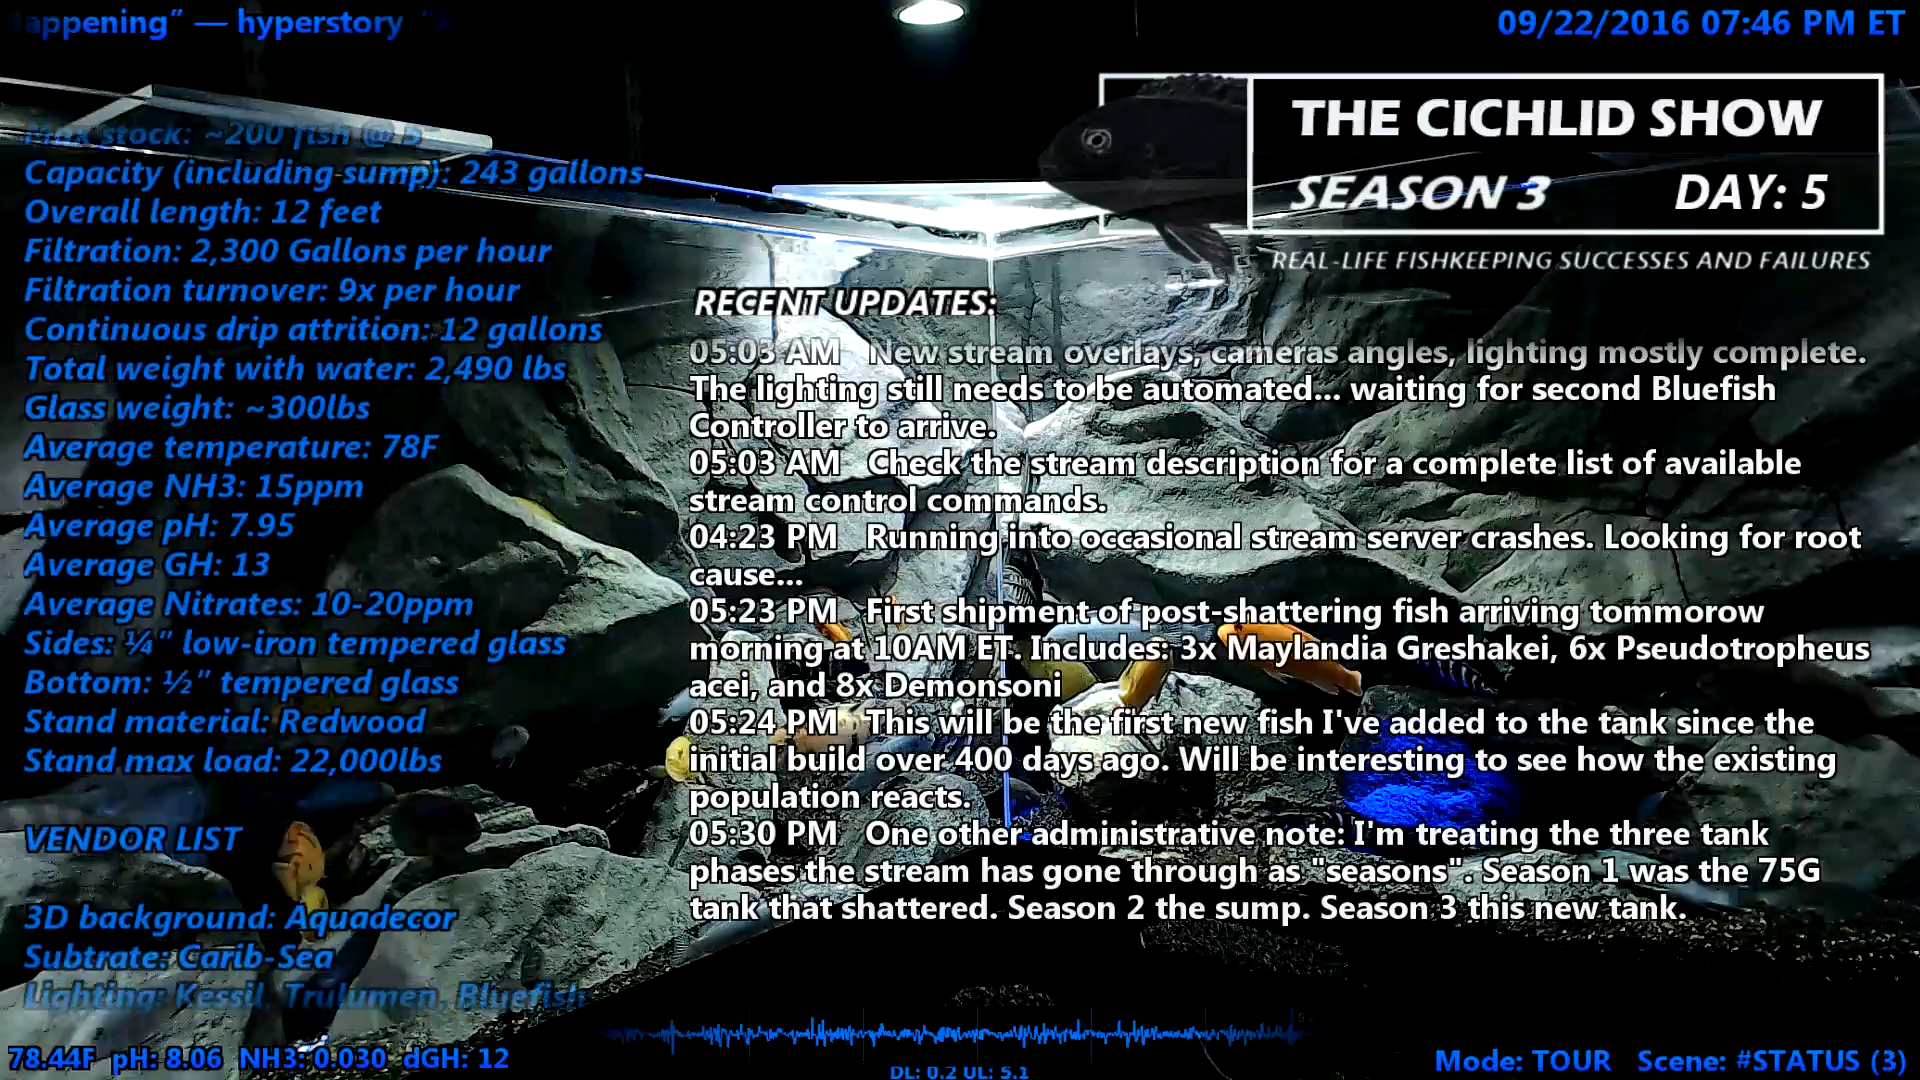 appening" — hyperstory
09/22/2016 07:46 PM ET
THE CICHLID SHOW
SEASON 3 DAY: 5
REAL-LIFE FISHKEEPING SUCCESSES AND FAILURES
Max stock: ~200 fish @ 5"
Capacity (including sump): 243 gallons
Overall length: 12 feet
Filtration: 2,300 Gallons per hour
Filtration turnover: 9x per hour
Continuous drip attrition: 12 gallons
Total weight with water: 2,490 lbs
Glass weight: ~300lbs
Average temperature: 78F
Average NH3: 15ppm
Average pH: 7.95
Average GH: 13
Average Nitrates: 10-20ppm
Sides: ¼" low-iron tempered glass
Bottom: ½" tempered glass
Stand material: Redwood
Stand max load: 22,000lbs
VENDOR LIST
3D background: Aquadecor
Subtrate: Carib-Sea
Lighting: Kessil, Trulumen, Bluefish
RECENT UPDATES:
05:03 AM New stream overlays, cameras angles, lighting mostly complete.
The lighting still needs to be automated... waiting for second Bluefish
Controller to arrive.
05:03 AM Check the stream description for a complete list of available
stream control commands.
04:23 PM Running into occasional stream server crashes. Looking for root
cause...
05:23 PM First shipment of post-shattering fish arriving tommorow
morning at 10AM ET. Includes: 3x Maylandia Greshakei, 6x Pseudotropheus
acei, and 8x Demonsoni
05:24 PM This will be the first new fish I've added to the tank since the
initial build over 400 days ago. Will be interesting to see how the existing
population reacts.
05:30 PM One other administrative note: I'm treating the three tank
phases the stream has gone through as "seasons". Season 1 was the 75G
tank that shattered. Season 2 the sump. Season 3 this new tank.
78.44F pH: 8.06 NH3: 0.030 dGH: 12
DL: 0.2 UL: 5.1
Mode: TOUR Scene: #STATUS (3)